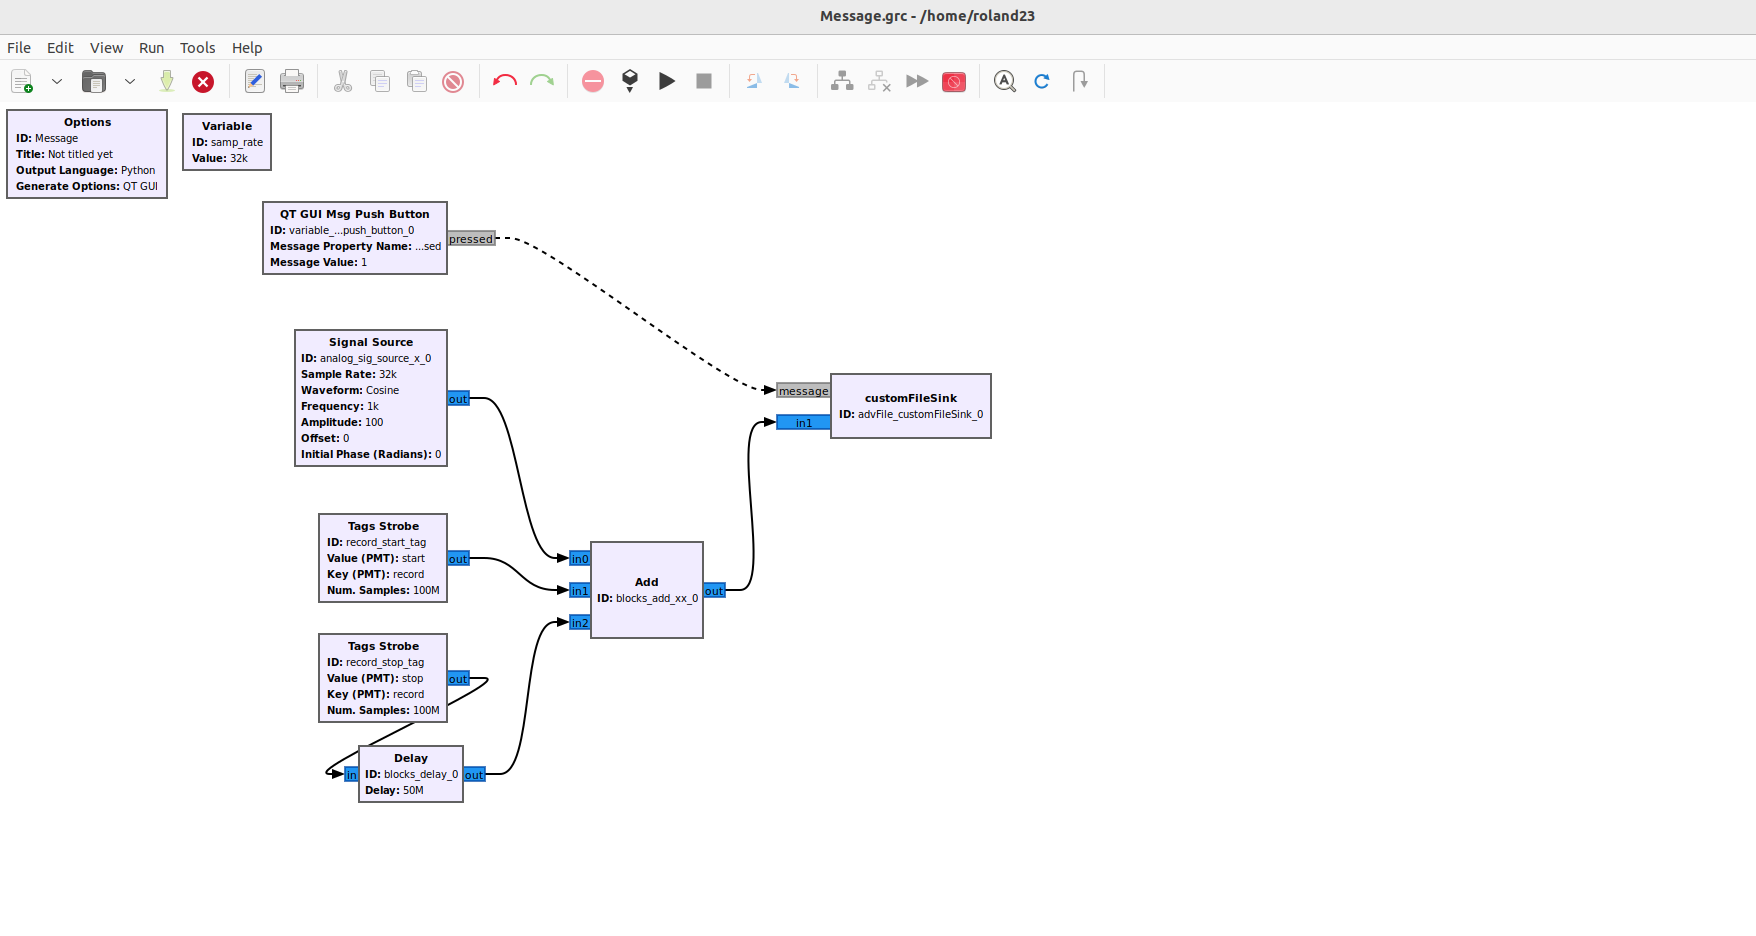 Message.grc - /home/roland23
File Edit View Run Tools Help
Options
ID: Message
Title: Not titled yet
Output Language: Python
Generate Options: QT GUI
Variable
ID: samp_rate
Value: 32k
QT GUI Msg Push Button
ID: variable_...push_button_0
Message Property Name: ...sed
Message Value: 1
pressed
Signal Source
ID: analog_sig_source_x_0
Sample Rate: 32k
Waveform: Cosine
Frequency: 1k
Amplitude: 100
Offset: 0
Initial Phase (Radians): 0
out
message
in1
customFileSink
ID: advFile_customFileSink_0
Tags Strobe
ID: record_start_tag
Value (PMT): start
Key (PMT): record
Num. Samples: 100M
out
in0
in1
in2
Add
ID: blocks_add_xx_0
out
Tags Strobe
ID: record_stop_tag
Value (PMT): stop
Key (PMT): record
Num. Samples: 100M
out
in
Delay
ID: blocks_delay_0
Delay: 50M
out